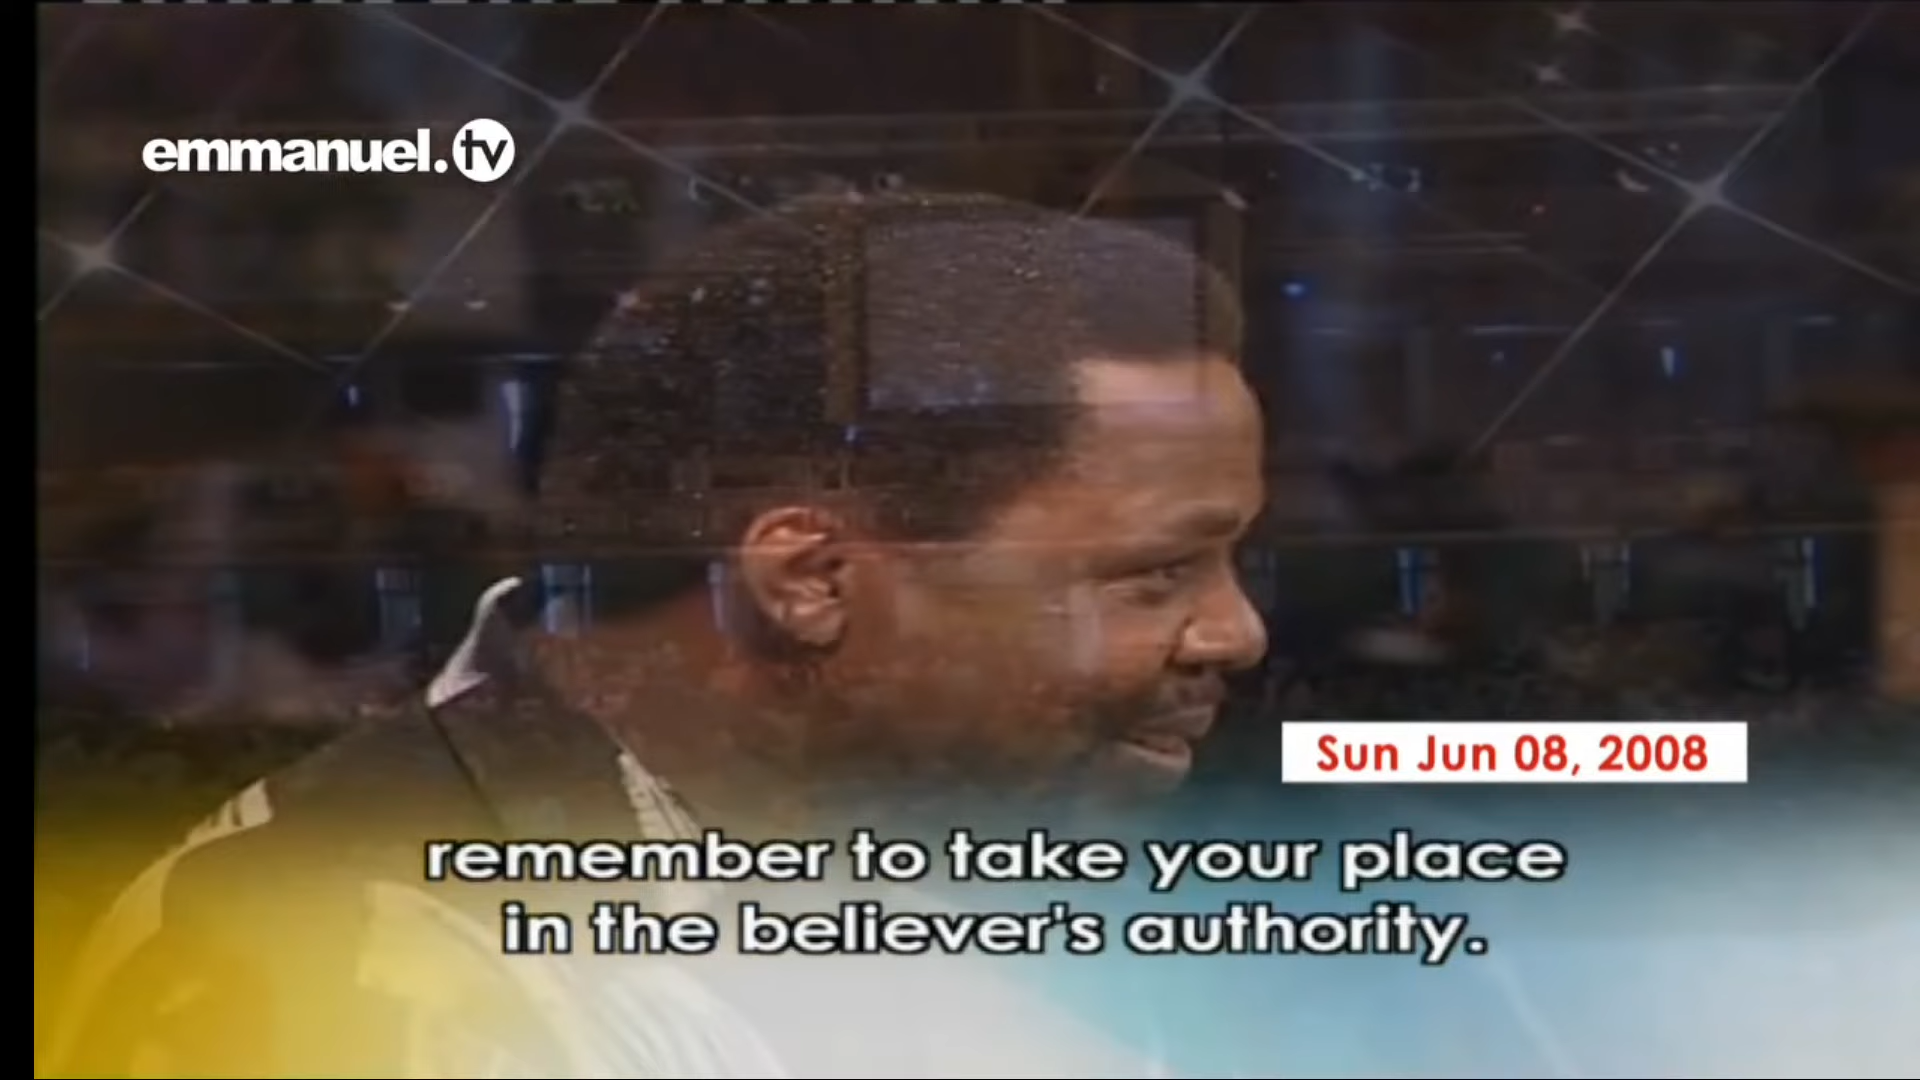 emmanuel.tv
Sun Jun 08, 2008
remember to take your place
in the believer's authority.